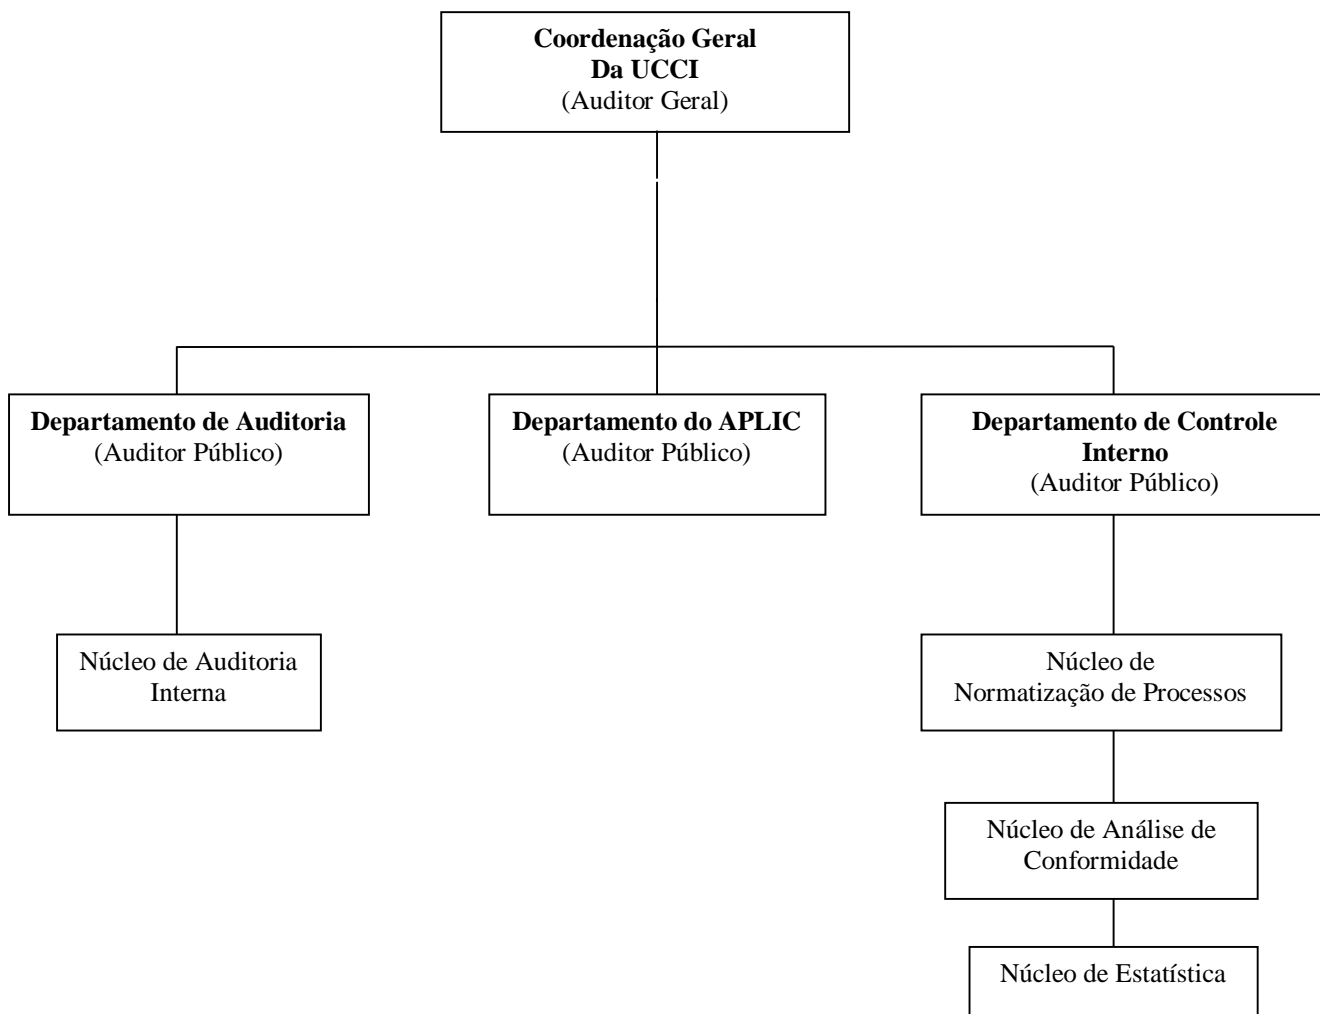 Coordenação Geral
Da UCCI
(Auditor Geral)
Departamento de Auditoria
(Auditor Público)
Departamento do APLIC
(Auditor Público)
Departamento de Controle
Interno
(Auditor Público)
Núcleo de Auditoria
Interna
Núcleo de
Normatização de Processos
Núcleo de Análise de
Conformidade
Núcleo de Estatística